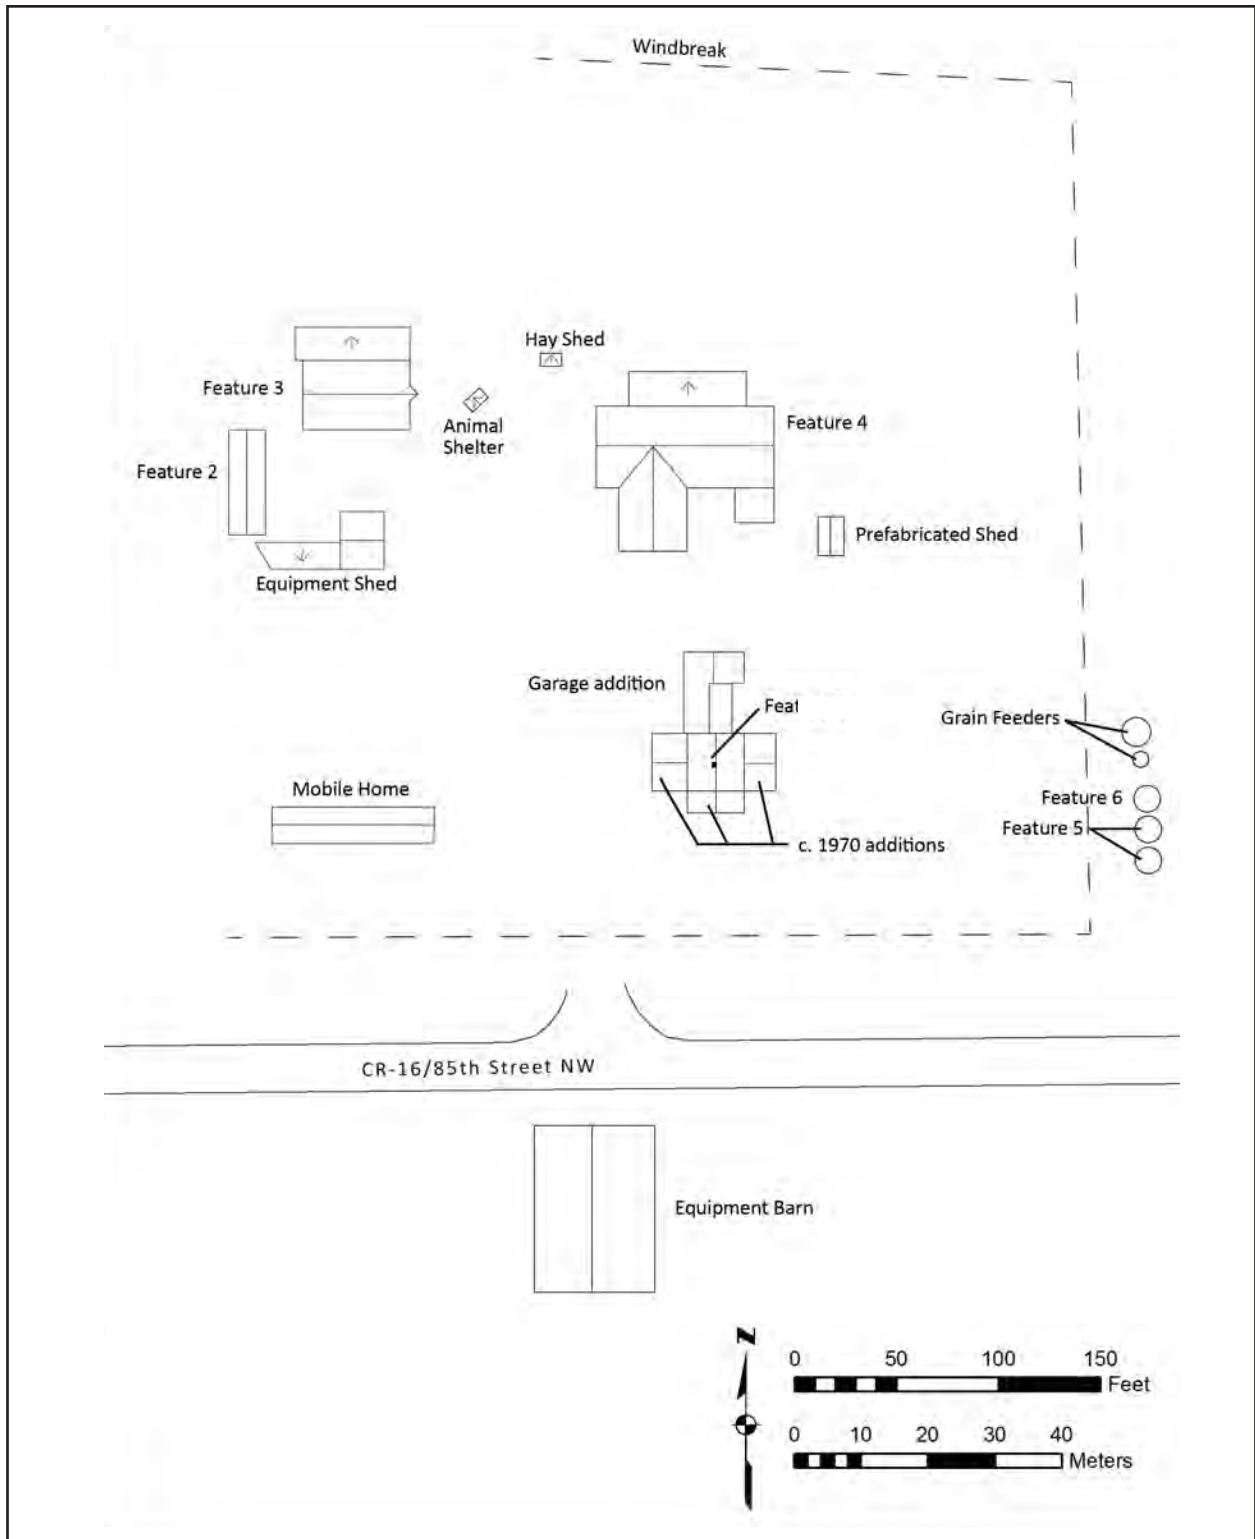 Windbreak
Hay Shed
Feature 3
Animal
Shelter
Feature 4
Feature 2
Prefabricated Shed
Equipment Shed
Garage addition
Feat
Grain Feeders
Mobile Home
Feature 6
Feature 5
c. 1970 additions
CR-16/85th Street NW
Equipment Barn
N
0 50 100 150
Feet
0 10 20 30 40
Meters